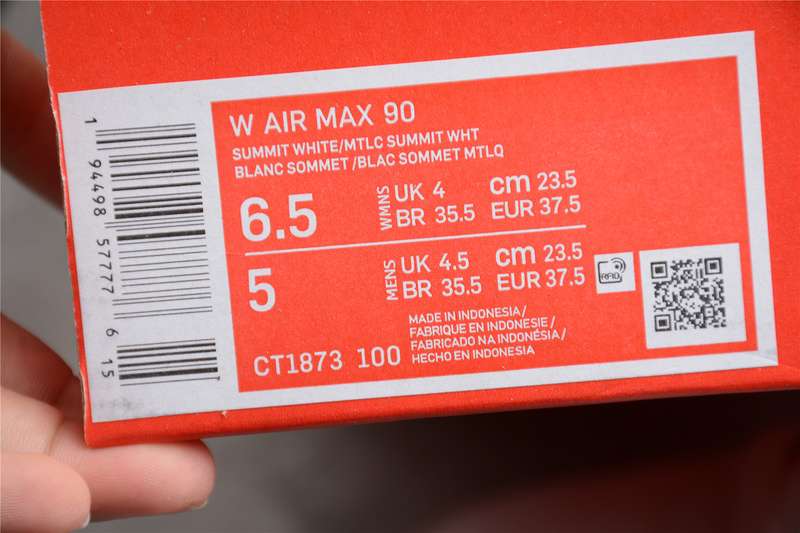 W AIR MAX 90
SUMMIT WHITE/MTLC SUMMIT WHT
BLANC SOMMET /BLAC SOMMET MTLQ
6.5 WMNS UK 4 cm 23.5
BR 35.5 EUR 37.5
5 MENS UK 4.5 cm 23.5
BR 35.5 EUR 37.5
RFID
CT1873 100
MADE IN INDONESIA/
FABRIQUE EN INDONESIE/
FABRICADO NA INDONÉSIA/
HECHO EN INDONESIA
1 94498 57777 6 15